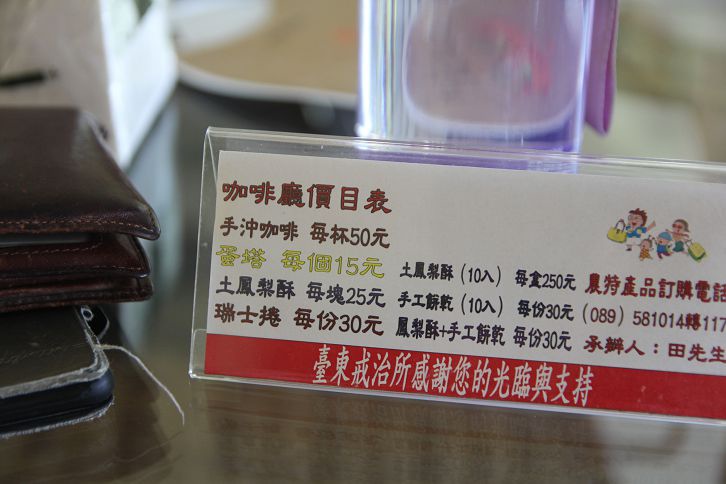 咖啡廳價目表
手沖咖啡 每杯50元
蛋塔 每個15元
土鳳梨酥 每塊25元
瑞士捲 每份30元
土鳳梨酥(10入) 每盒250元
手工餅乾(10入) 每份30元
鳳梨酥+手工餅乾 每份30元
農特產品訂購電話
(089) 581014轉117
承辦人：田先生
臺東戒治所感謝您的光臨與支持